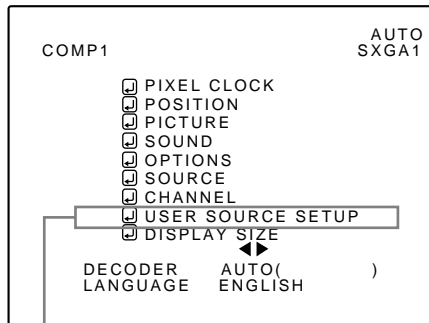 AUTO
COMP1 SXGA1
PIXEL CLOCK
POSITION
PICTURE
SOUND
OPTIONS
SOURCE
CHANNEL
USER SOURCE SETUP
DISPLAY SIZE
DECODER AUTO( )
LANGUAGE ENGLISH